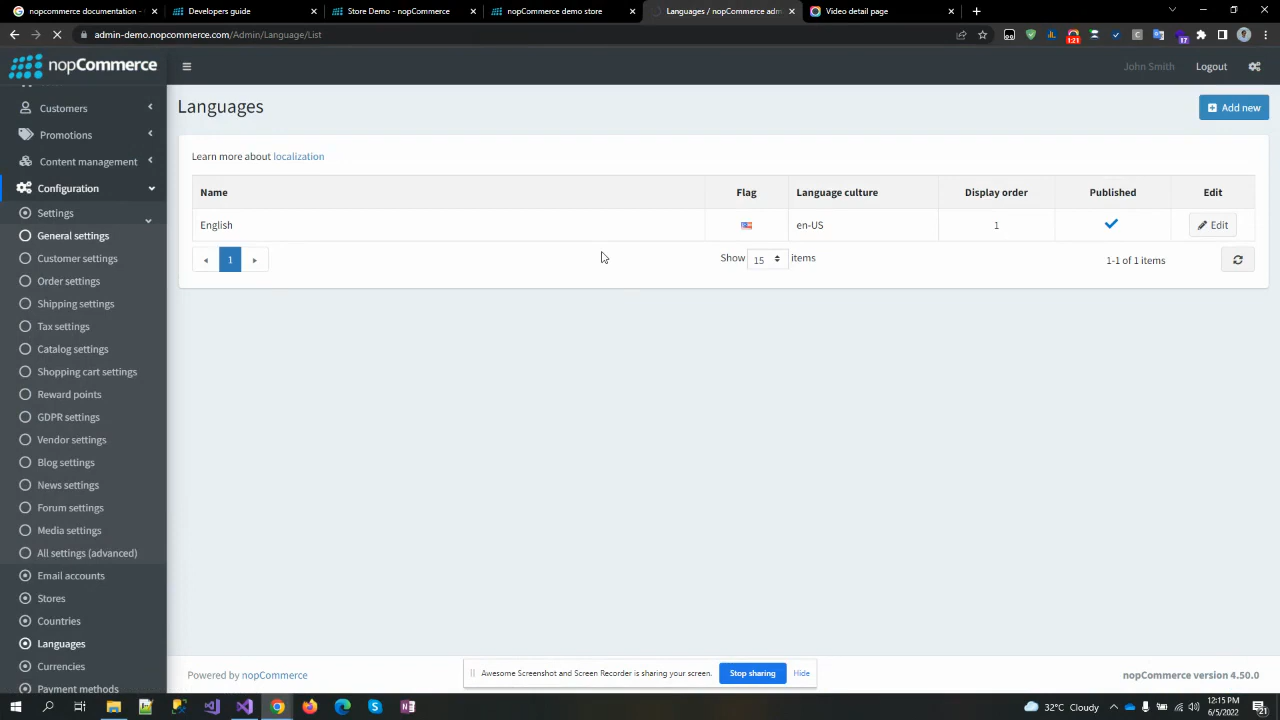 nopcommerce documentation -
Developers guide
Store Demo - nopCommerce
nopCommerce demo store
Languages / nopCommerce adm
Video detail page
admin-demo.nopcommerce.com/Admin/Language/List
1:21
17
nopCommerce
John Smith
Logout
Customers
Promotions
Content management
Configuration
Settings
General settings
Customer settings
Order settings
Shipping settings
Tax settings
Catalog settings
Shopping cart settings
Reward points
GDPR settings
Vendor settings
Blog settings
News settings
Forum settings
Media settings
All settings (advanced)
Email accounts
Stores
Countries
Languages
Currencies
Payment methods
Languages
Add new
Learn more about localization
Name Flag Language culture Display order Published Edit
English en-US 1 Edit
1 Show 15 items 1-1 of 1 items
Powered by nopCommerce
nopCommerce version 4.50.0
Awesome Screenshot and Screen Recorder is sharing your screen. Stop sharing Hide
32°C Cloudy
12:15 PM
6/5/2022
21